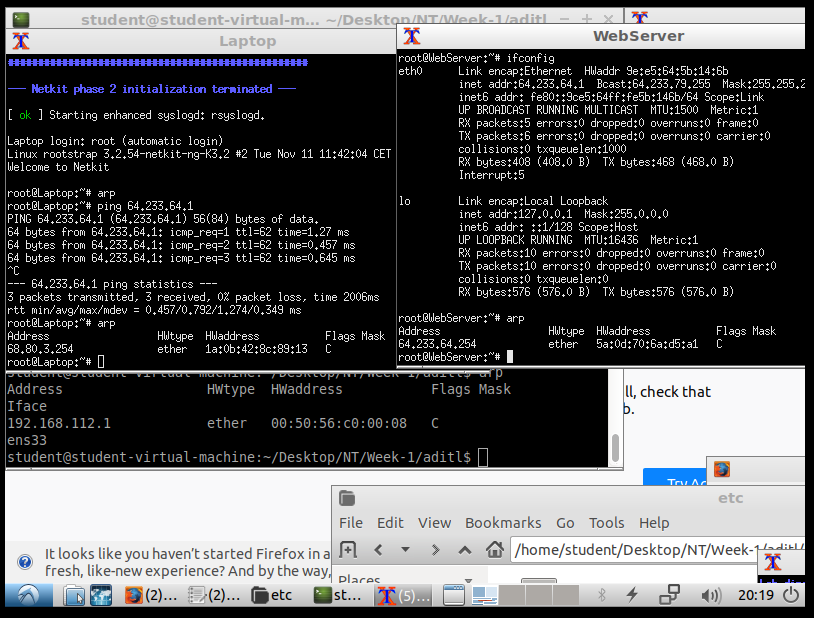 student@student-virtual-m... ~/Desktop/NT/Week-1/aditl
Laptop
########################################
--- Netkit phase 2 initialization terminated ---
[ ok ] Starting enhanced syslogd: rsyslogd.
Laptop login: root (automatic login)
Linux rootstrap 3.2.54-netkit-ng-K3.2 #2 Tue Nov 11 11:42:04 CET
Welcome to Netkit
root@Laptop:~# arp
root@Laptop:~# ping 64.233.64.1
PING 64.233.64.1 (64.233.64.1) 56(84) bytes of data.
64 bytes from 64.233.64.1: icmp_req=1 ttl=62 time=1.27 ms
64 bytes from 64.233.64.1: icmp_req=2 ttl=62 time=0.457 ms
64 bytes from 64.233.64.1: icmp_req=3 ttl=62 time=0.645 ms
^C
--- 64.233.64.1 ping statistics ---
3 packets transmitted, 3 received, 0% packet loss, time 2006ms
rtt min/avg/max/mdev = 0.457/0.792/1.274/0.349 ms
root@Laptop:~# arp
Address HWtype HWaddress Flags Mask
68.80.3.254 ether 1a:0b:42:8c:89:13 C
root@Laptop:~#
WebServer
root@WebServer:~# ifconfig
eth0 Link encap:Ethernet HWaddr 9e:e5:64:5b:14:6b
inet addr:64.233.64.1 Bcast:64.233.79.255 Mask:255.255.2
inet6 addr: fe80::9ce5:64ff:fe5b:146b/64 Scope:Link
UP BROADCAST RUNNING MULTICAST MTU:1500 Metric:1
RX packets:5 errors:0 dropped:0 overruns:0 frame:0
TX packets:6 errors:0 dropped:0 overruns:0 carrier:0
collisions:0 txqueuelen:1000
RX bytes:408 (408.0 B) TX bytes:468 (468.0 B)
Interrupt:5
lo Link encap:Local Loopback
inet addr:127.0.0.1 Mask:255.0.0.0
inet6 addr: ::1/128 Scope:Host
UP LOOPBACK RUNNING MTU:16436 Metric:1
RX packets:10 errors:0 dropped:0 overruns:0 frame:0
TX packets:10 errors:0 dropped:0 overruns:0 carrier:0
collisions:0 txqueuelen:0
RX bytes:576 (576.0 B) TX bytes:576 (576.0 B)
root@WebServer:~# arp
Address HWtype HWaddress Flags Mask
64.233.64.254 ether 5a:0d:70:6a:d5:a1 C
root@WebServer:~#
student@student-virtual-machine:~/Desktop/NT/Week-1/aditl$ arp
Address HWtype HWaddress Flags Mask
Iface
192.168.112.1 ether 00:50:56:c0:00:08 C
ens33
student@student-virtual-machine:~/Desktop/NT/Week-1/aditl$
ll, check that
b.
etc
File Edit View Bookmarks Go Tools Help
/home/student/Desktop/NT/Week-1/aditl/
Places
It looks like you haven't started Firefox in a
fresh, like-new experience? And by the way,
(2)... (2)... etc st... (5)... 20:19